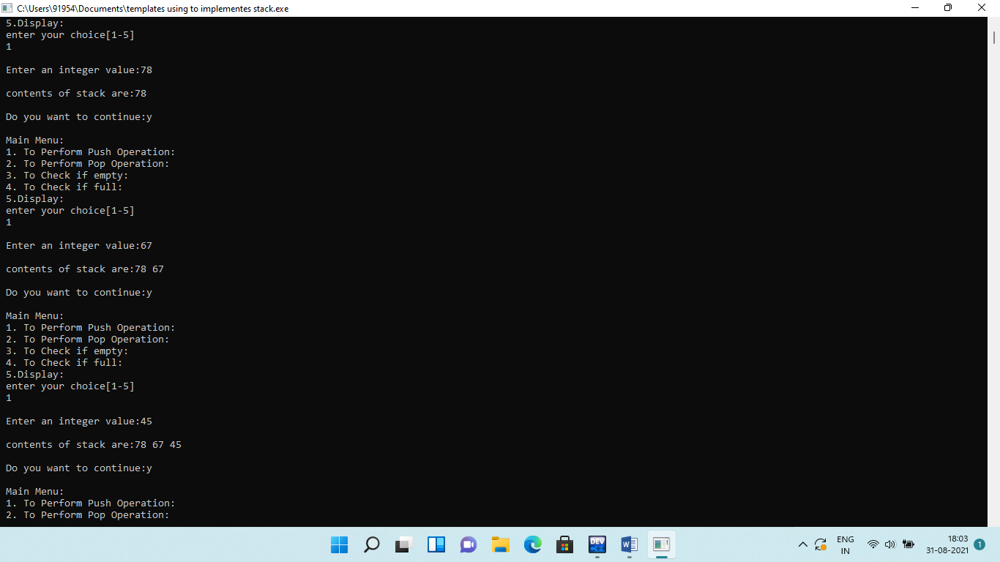 C:\Users\91954\Documents\templates using to implementes stack.exe
5.Display:
enter your choice[1-5]
1
Enter an integer value:78
contents of stack are:78
Do you want to continue:y
Main Menu:
1. To Perform Push Operation:
2. To Perform Pop Operation:
3. To Check if empty:
4. To Check if full:
5.Display:
enter your choice[1-5]
1
Enter an integer value:67
contents of stack are:78 67
Do you want to continue:y
Main Menu:
1. To Perform Push Operation:
2. To Perform Pop Operation:
3. To Check if empty:
4. To Check if full:
5.Display:
enter your choice[1-5]
1
Enter an integer value:45
contents of stack are:78 67 45
Do you want to continue:y
Main Menu:
1. To Perform Push Operation:
2. To Perform Pop Operation:
DEV
W
ENG
IN
18:03
31-08-2021
1